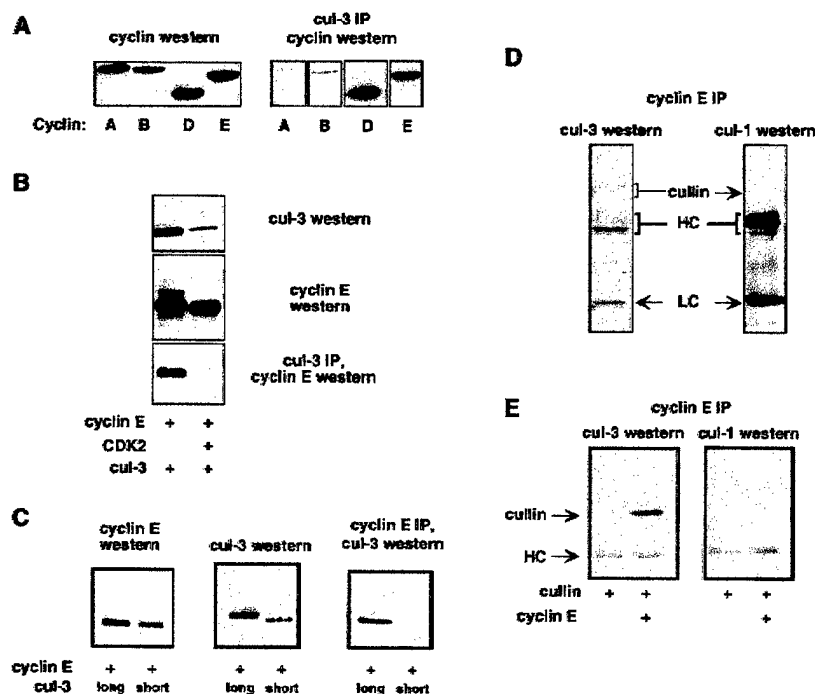 A
cyclin western
cul-3 IP
cyclin western
Cyclin: A B D E A B D E
B
cul-3 western
cyclin E
western
cul-3 IP,
cyclin E western
cyclin E + +
CDK2 +
cul-3 + +
C
cyclin E
western
cul-3 western
cyclin E IP,
cul-3 western
cyclin E + + + + + +
cul-3 long short long short long short
D
cyclin E IP
cul-3 western cul-1 western
cullin
HC
LC
E
cyclin E IP
cul-3 western cul-1 western
cullin
HC
cullin + + + +
cyclin E + +